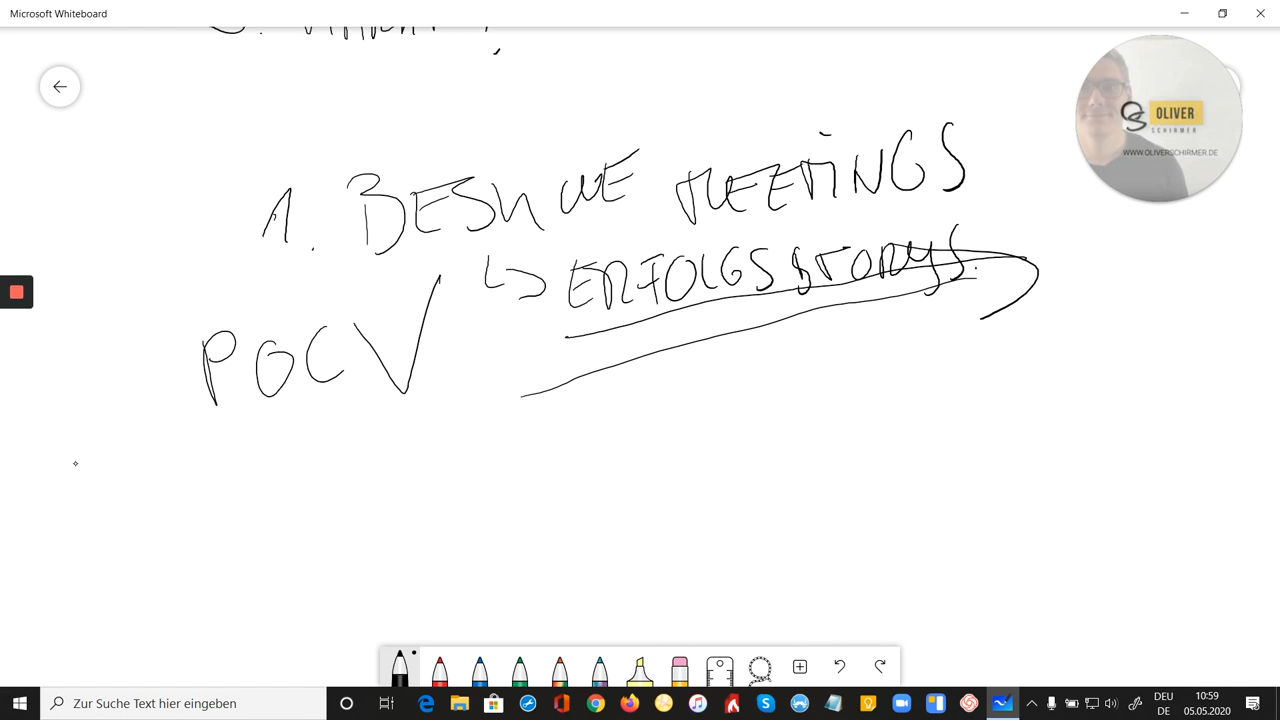 Microsoft Whiteboard
OLIVER
SCHIRMER
WWW.OLIVERSCHIRMER.DE
1. MEETINGS
↳ ERFOLGSSTORYS.
POCV
Zur Suche Text hier eingeben
DEU
DE
10:59
05.05.2020